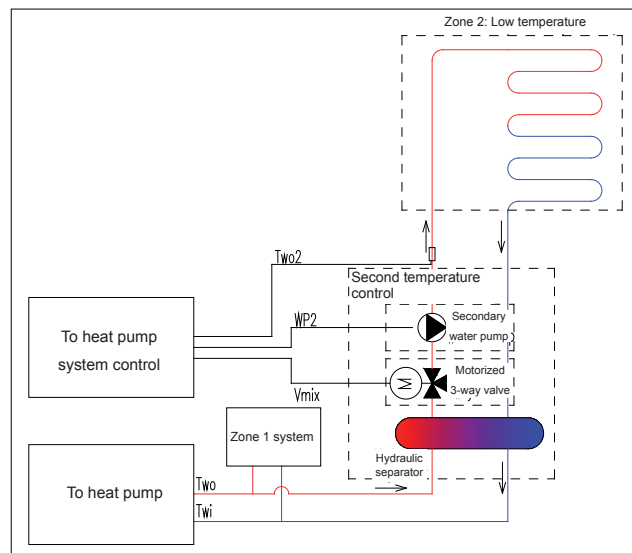 Zone 2: Low temperature
Two2
Second temperature
control
To heat pump
system control
WP2
Secondary
water pump
M
Motorized
3-way valve
Vmix
Zone 1 system
Hydraulic
separator
To heat pump
Two
Twi